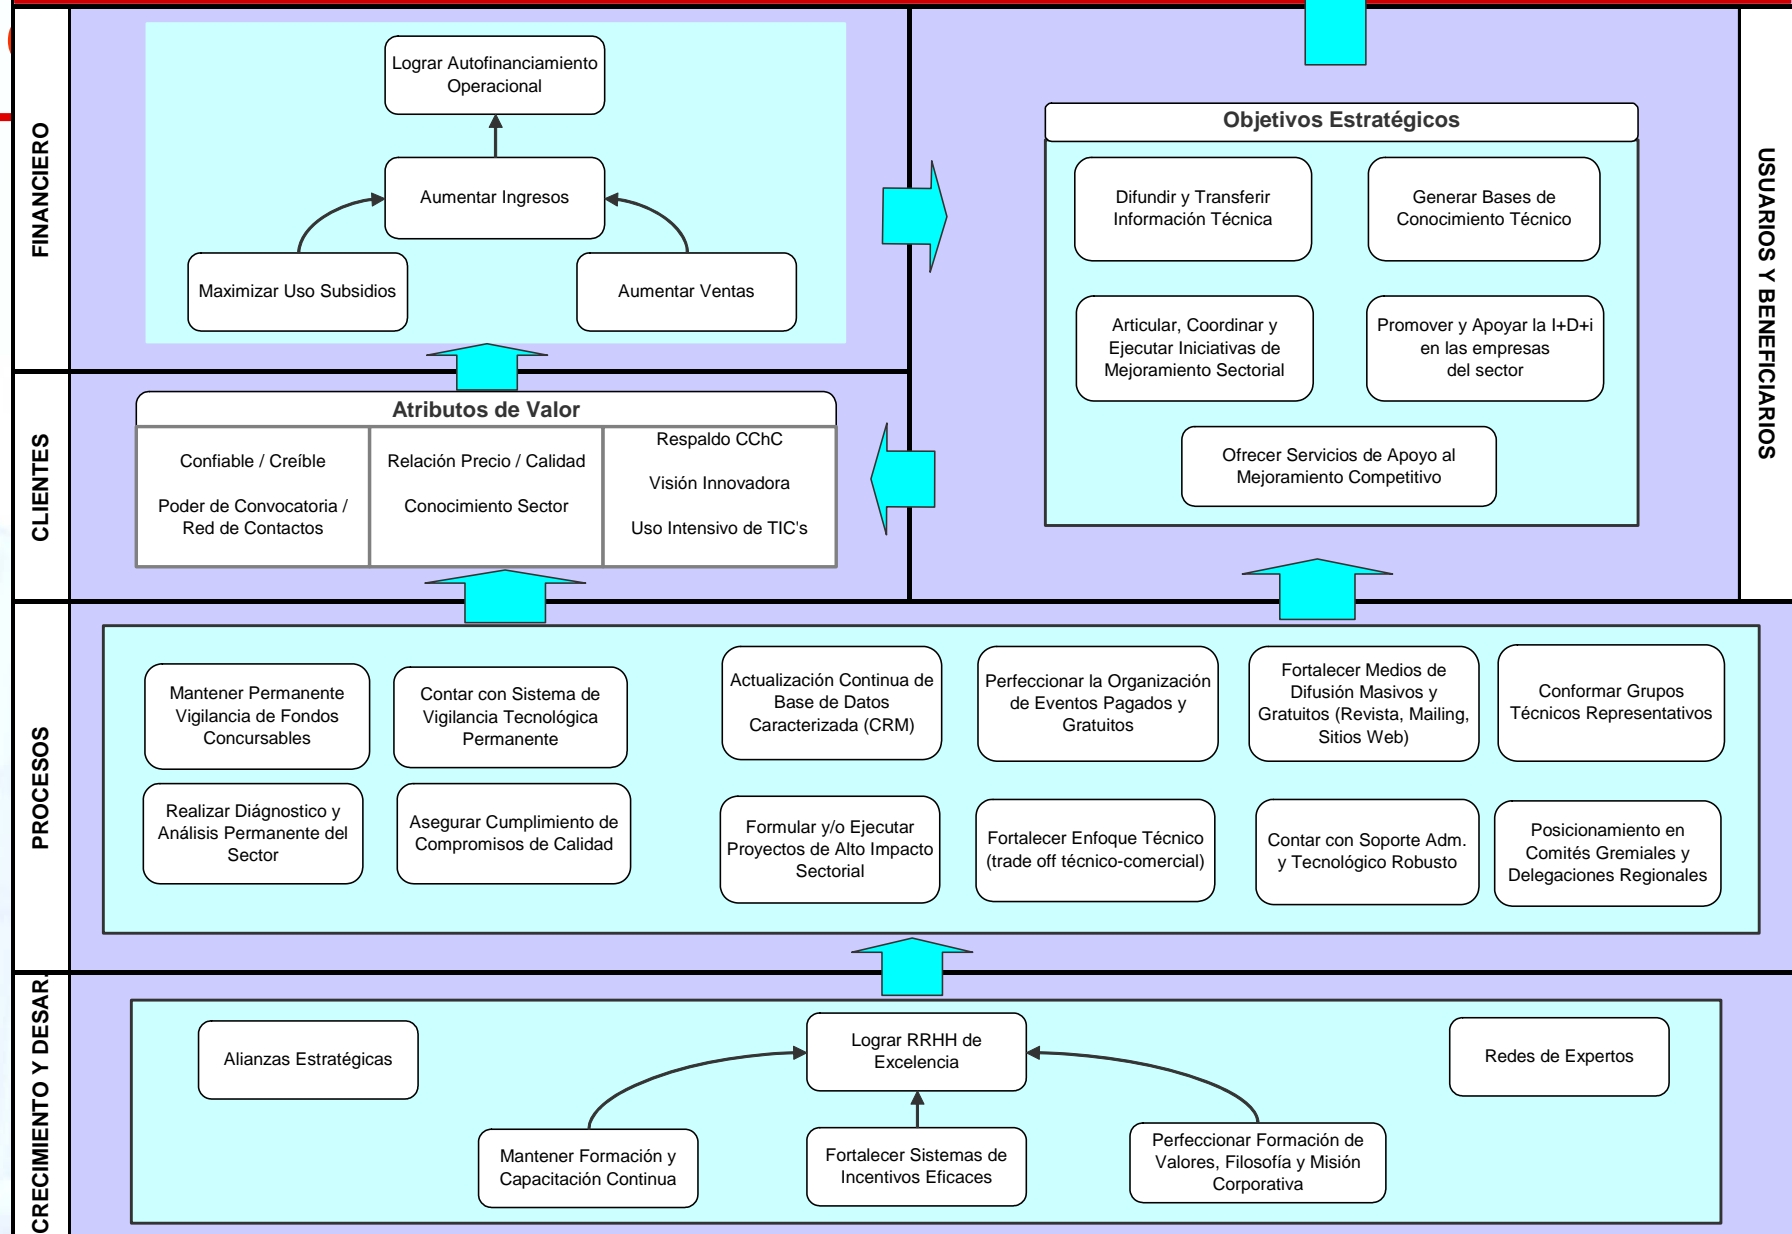 FINANCIERO
Lograr Autofinanciamiento
Operacional
Aumentar Ingresos
Maximizar Uso Subsidios
Aumentar Ventas
USUARIOS Y BENEFICIARIOS
Objetivos Estratégicos
Difundir y Transferir
Información Técnica
Generar Bases de
Conocimiento Técnico
Articular, Coordinar y
Ejecutar Iniciativas de
Mejoramiento Sectorial
Promover y Apoyar la I+D+i
en las empresas
del sector
Ofrecer Servicios de Apoyo al
Mejoramiento Competitivo
CLIENTES
Atributos de Valor
Confiable / Creíble
Poder de Convocatoria /
Red de Contactos
Relación Precio / Calidad
Conocimiento Sector
Respaldo CChC
Visión Innovadora
Uso Intensivo de TIC's
PROCESOS
Mantener Permanente
Vigilancia de Fondos
Concursables
Contar con Sistema de
Vigilancia Tecnológica
Permanente
Actualización Continua de
Base de Datos
Caracterizada (CRM)
Perfeccionar la Organización
de Eventos Pagados y
Gratuitos
Fortalecer Medios de
Difusión Masivos y
Gratuitos (Revista, Mailing,
Sitios Web)
Conformar Grupos
Técnicos Representativos
Realizar Diágnostico y
Análisis Permanente del
Sector
Asegurar Cumplimiento de
Compromisos de Calidad
Formular y/o Ejecutar
Proyectos de Alto Impacto
Sectorial
Fortalecer Enfoque Técnico
(trade off técnico-comercial)
Contar con Soporte Adm.
y Tecnológico Robusto
Posicionamiento en
Comités Gremiales y
Delegaciones Regionales
CRECIMIENTO Y DESAR.
Alianzas Estratégicas
Lograr RRHH de
Excelencia
Redes de Expertos
Mantener Formación y
Capacitación Continua
Fortalecer Sistemas de
Incentivos Eficaces
Perfeccionar Formación de
Valores, Filosofía y Misión
Corporativa